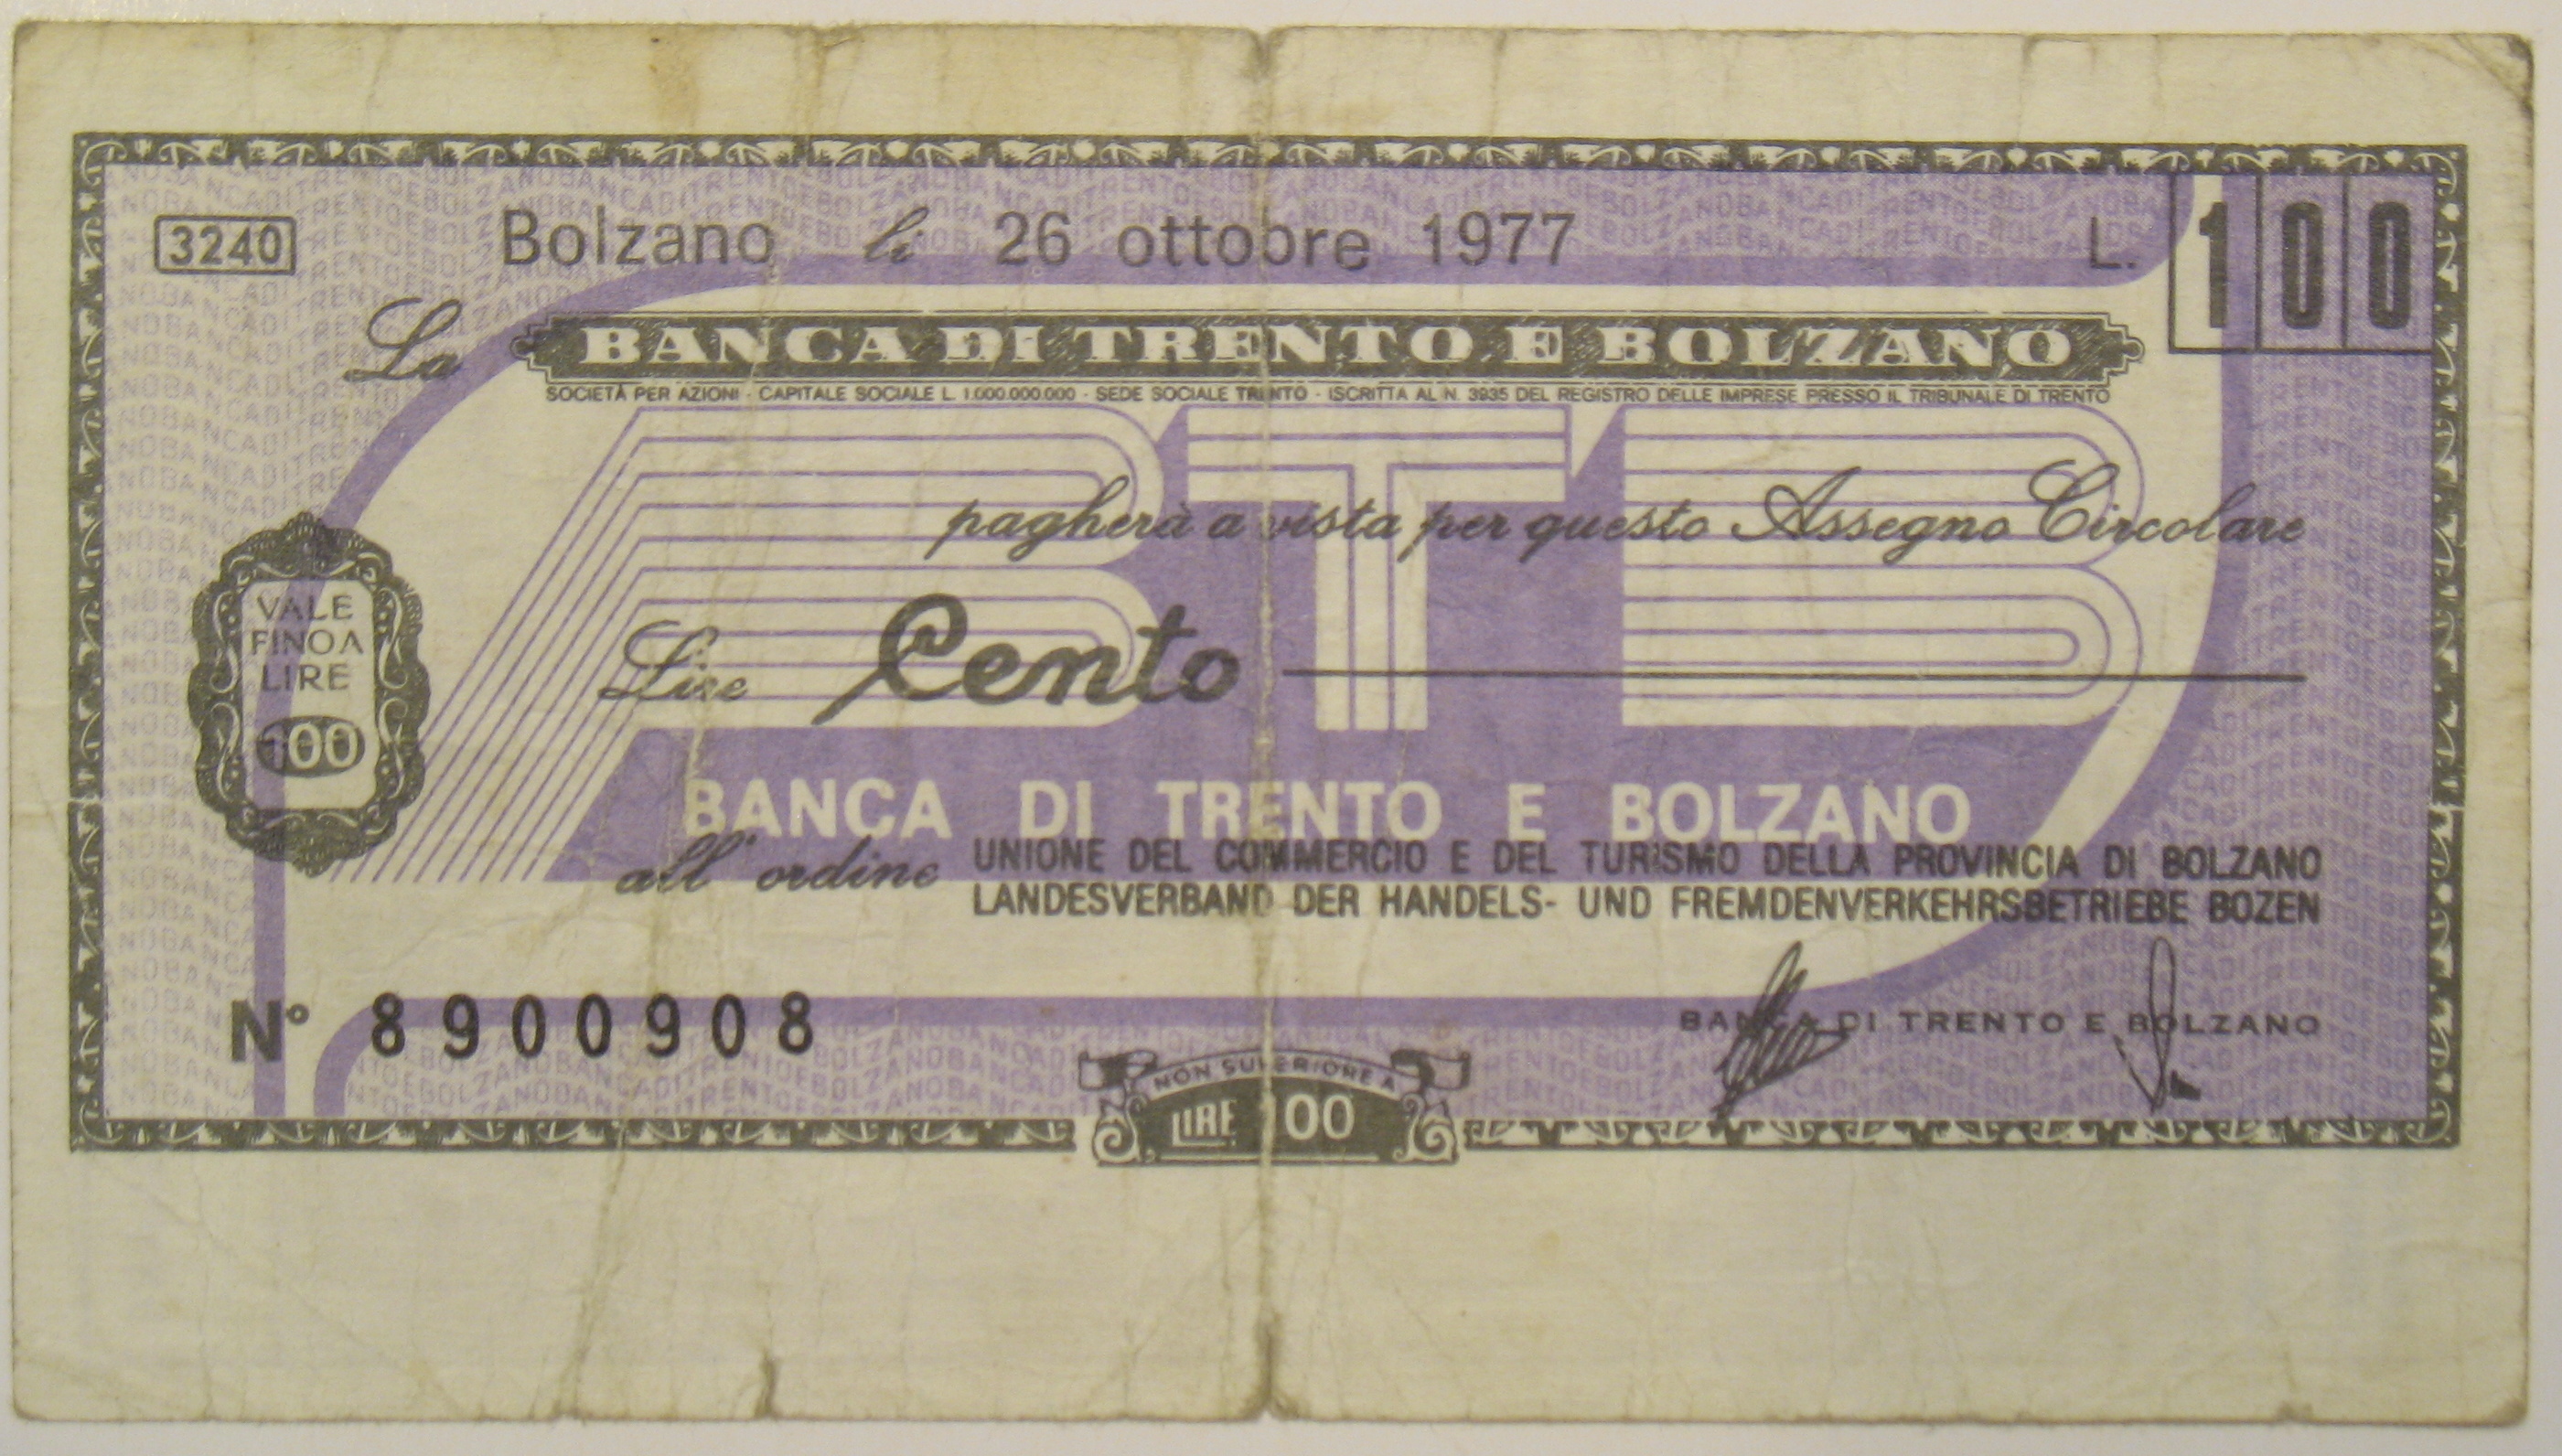 3240 Bolzano li 26 ottobre 1977 L. 100
La BANCA DI TRENTO E BOLZANO
SOCIETÀ PER AZIONI - CAPITALE SOCIALE L. 1.000.000.000 - SEDE SOCIALE TRENTO - ISCRITTA AL N. 3935 DEL REGISTRO DELLE IMPRESE PRESSO IL TRIBUNALE DI TRENTO
BTB
pagherà a vista per questo Assegno Circolare
VALE
FINO A
LIRE
100
Lire Cento
BANCA DI TRENTO E BOLZANO
all'ordine UNIONE DEL COMMERCIO E DEL TURISMO DELLA PROVINCIA DI BOLZANO
LANDESVERBAND DER HANDELS- UND FREMDENVERKEHRSBETRIEBE BOZEN
N° 8900908
BANCA DI TRENTO E BOLZANO
NON SUPERIORE A
LIRE 100